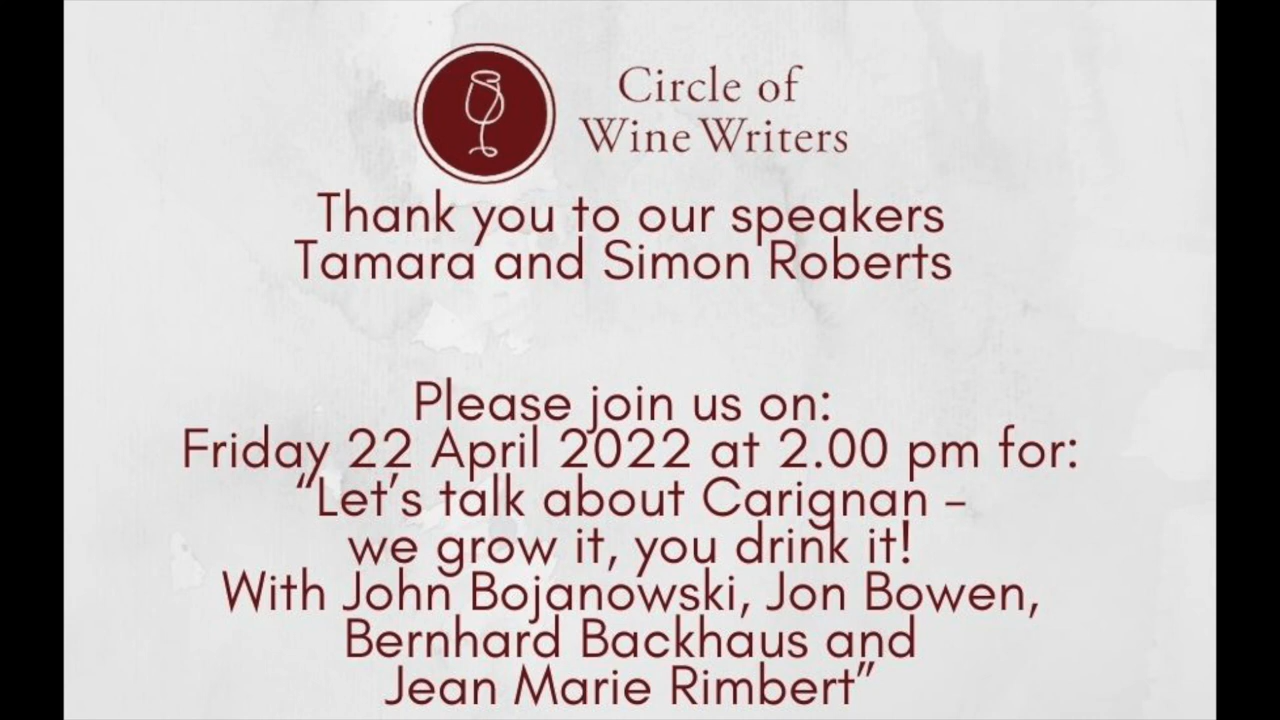 Circle of
Wine Writers
Thank you to our speakers
Tamara and Simon Roberts
Please join us on:
Friday 22 April 2022 at 2.00 pm for:
“Let’s talk about Carignan –
we grow it, you drink it!
With John Bojanowski, Jon Bowen,
Bernhard Backhaus and
Jean Marie Rimbert”